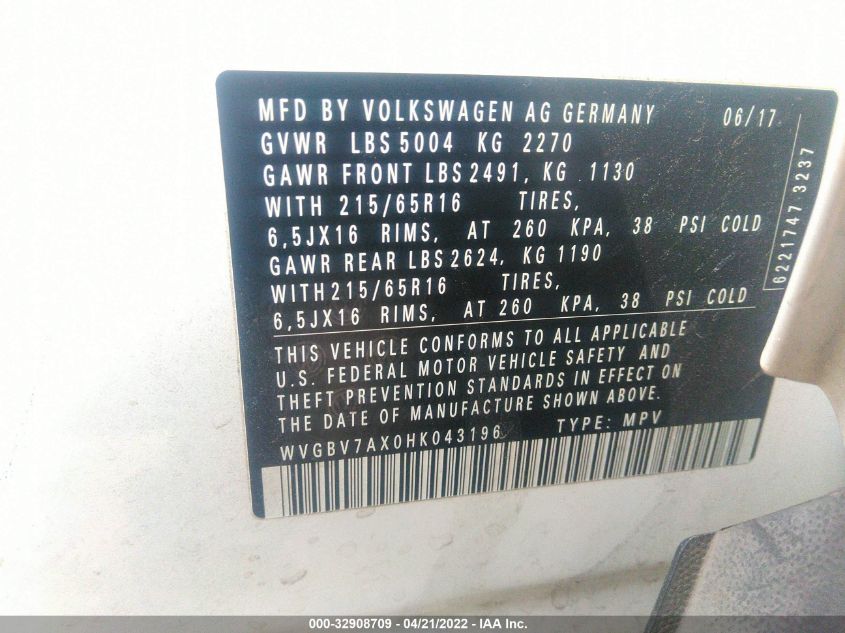 MFD BY VOLKSWAGEN AG GERMANY 06/17
GVWR LBS 5004 KG 2270
GAWR FRONT LBS 2491, KG 1130
WITH 215/65R16 TIRES,
6,5JX16 RIMS, AT 260 KPA, 38 PSI COLD
GAWR REAR LBS 2624, KG 1190
WITH 215/65R16 TIRES,
6,5JX16 RIMS, AT 260 KPA, 38 PSI COLD
6221747 3237
THIS VEHICLE CONFORMS TO ALL APPLICABLE
U.S. FEDERAL MOTOR VEHICLE SAFETY AND
THEFT PREVENTION STANDARDS IN EFFECT ON
THE DATE OF MANUFACTURE SHOWN ABOVE.
WVGBV7AX0HK043196 TYPE: MPV
000-32908709 - 04/21/2022 - IAA Inc.